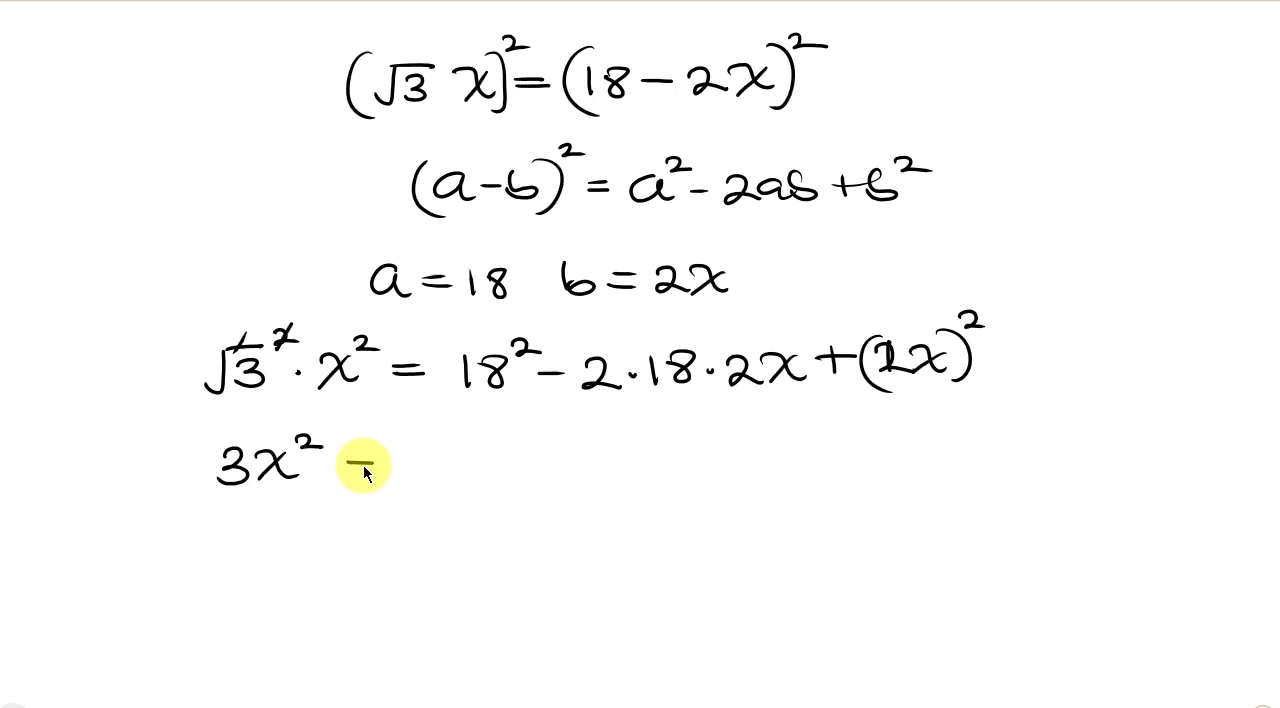 (√3 x)² = (18 − 2x)²
(a − b)² = a² − 2ab + b²
a = 18 b = 2x
√3² · x² = 18² − 2 · 18 · 2x + (2x)²
3x² −